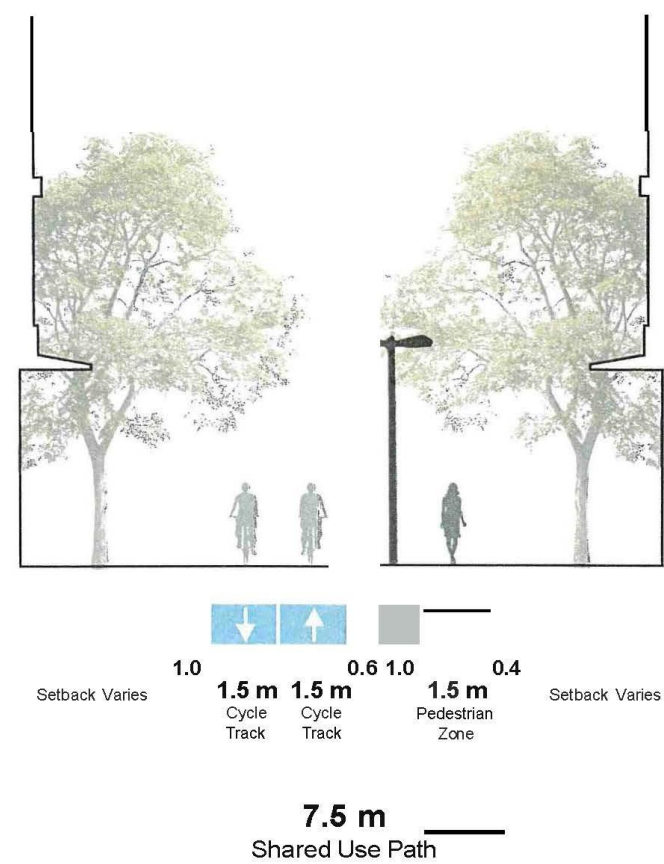 1.0 0.6 1.0 0.4
Setback Varies 1.5 m 1.5 m 1.5 m Setback Varies
Cycle Cycle Pedestrian
Track Track Zone
7.5 m
Shared Use Path